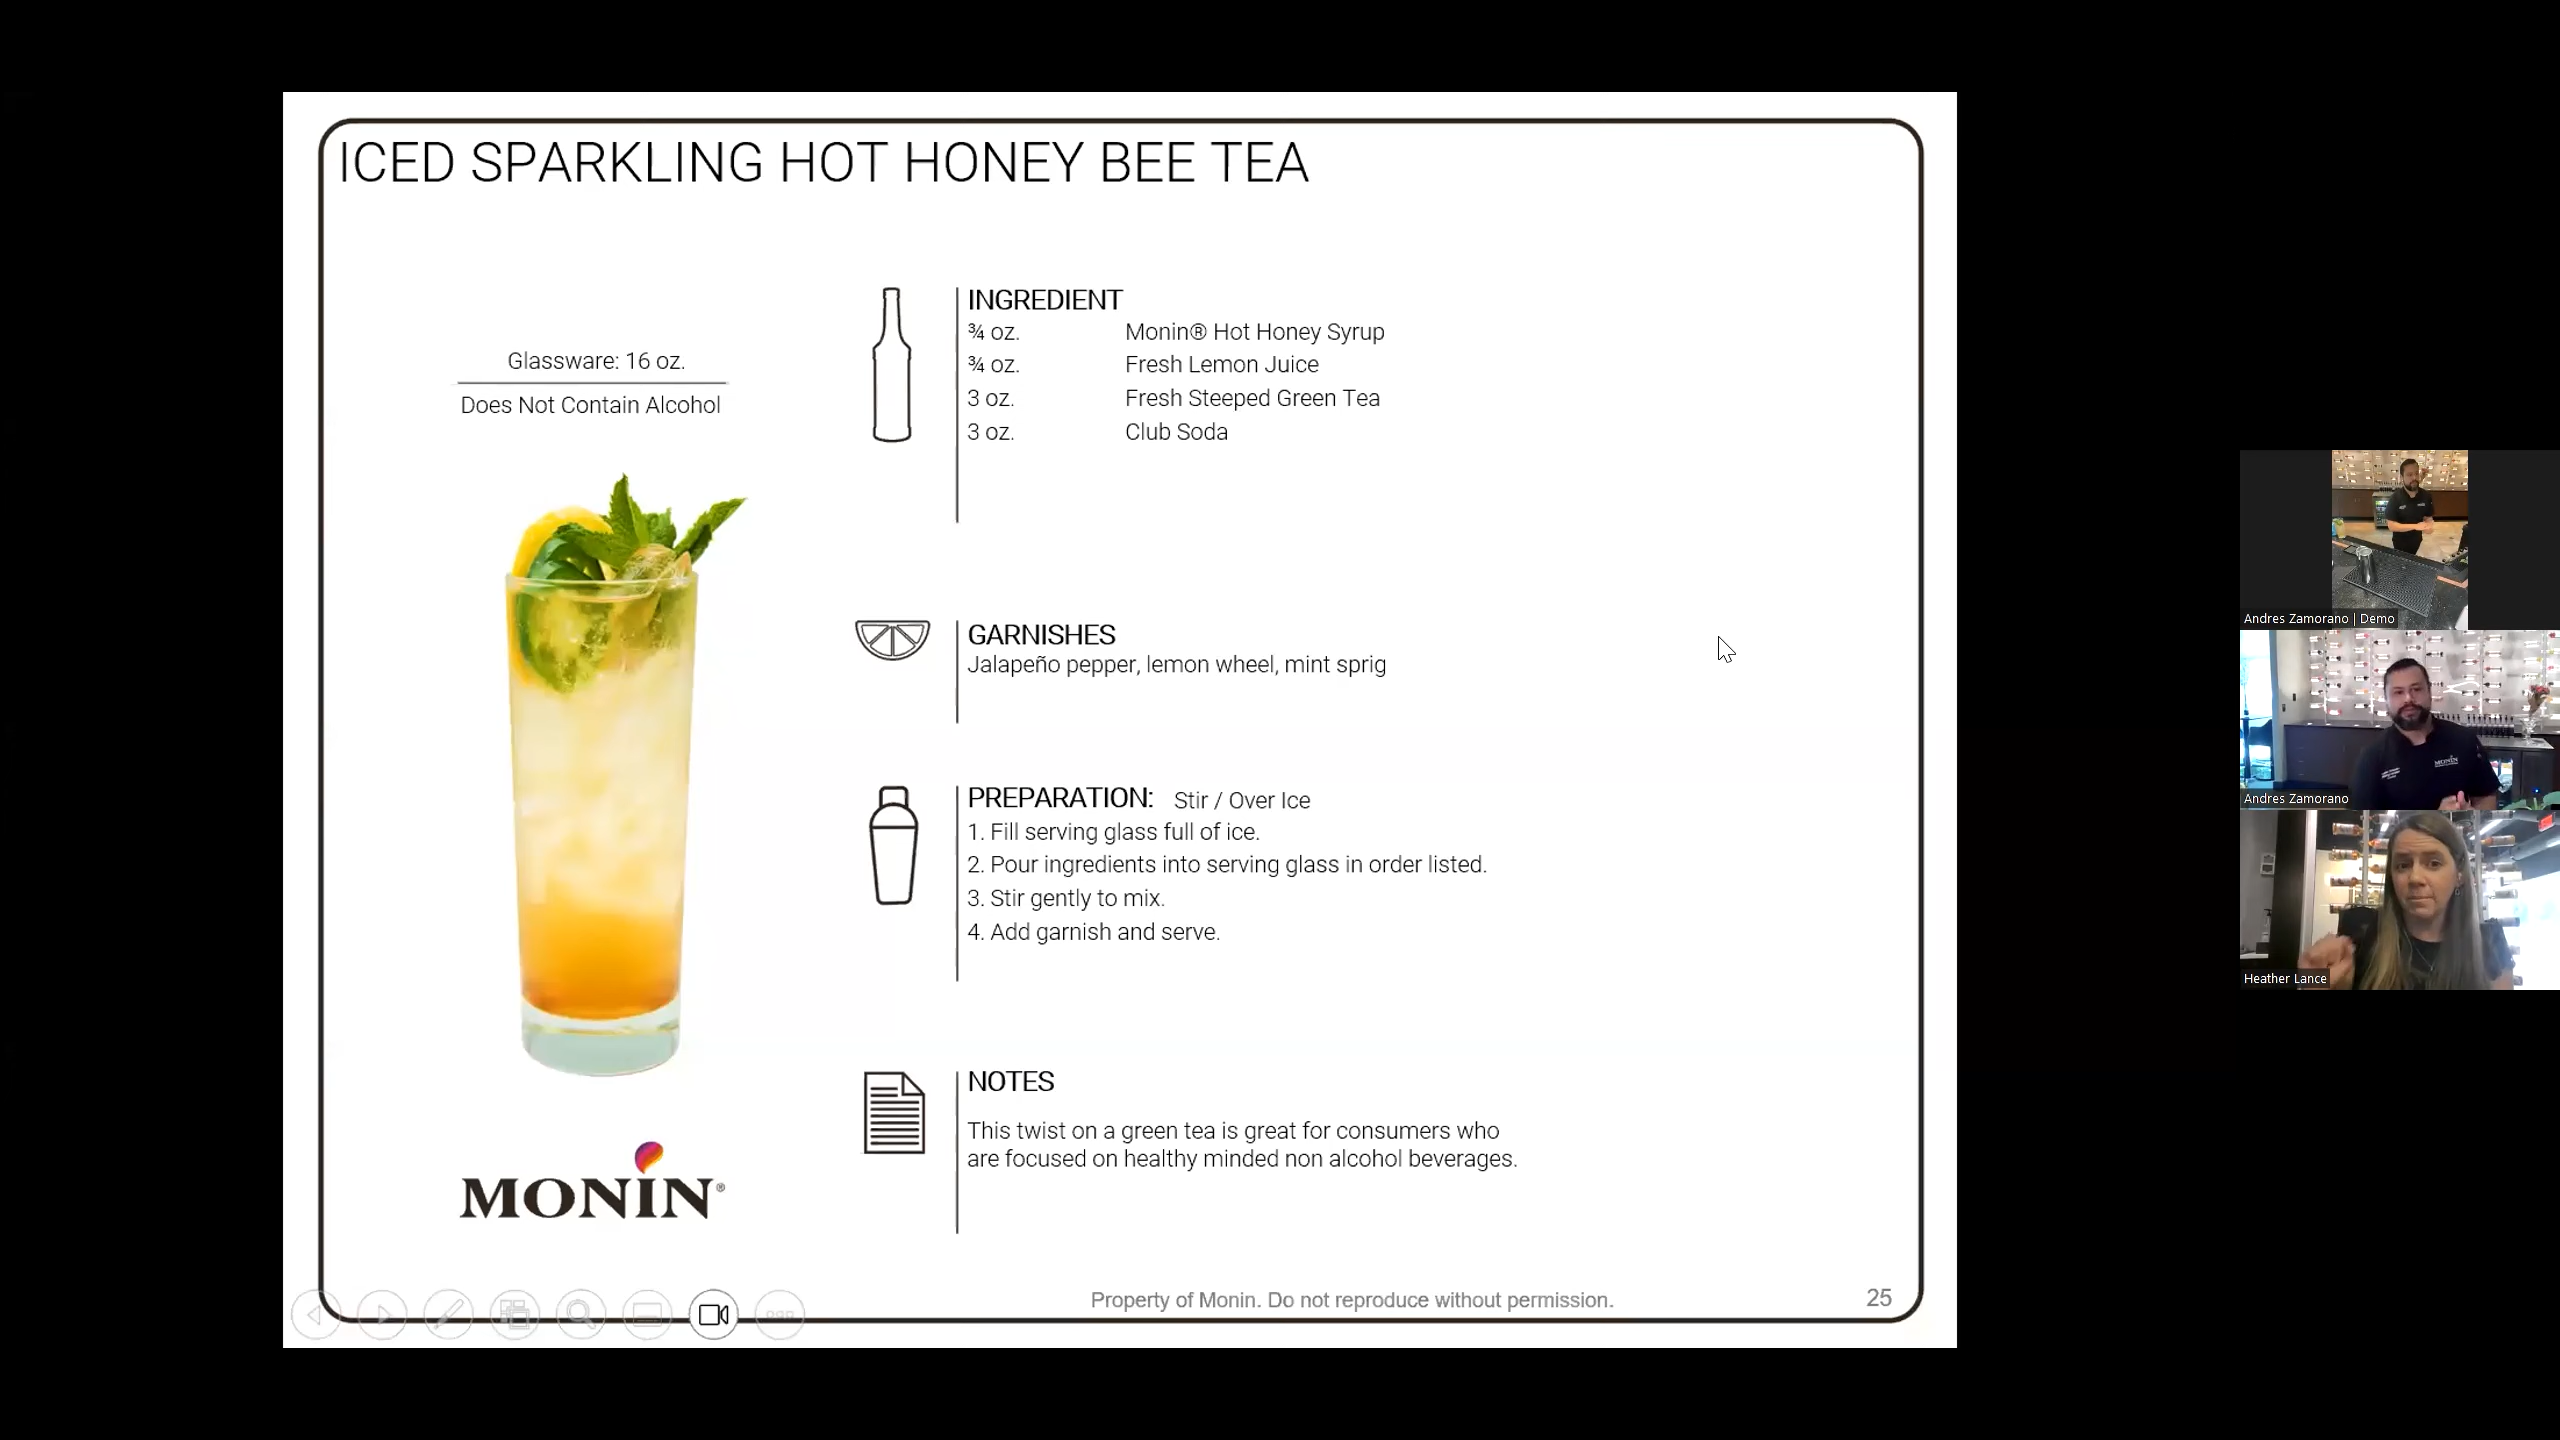 ICED SPARKLING HOT HONEY BEE TEA
Glassware: 16 oz.
Does Not Contain Alcohol
INGREDIENT
¾ oz. Monin® Hot Honey Syrup
¾ oz. Fresh Lemon Juice
3 oz. Fresh Steeped Green Tea
3 oz. Club Soda
GARNISHES
Jalapeño pepper, lemon wheel, mint sprig
PREPARATION: Stir / Over Ice
1. Fill serving glass full of ice.
2. Pour ingredients into serving glass in order listed.
3. Stir gently to mix.
4. Add garnish and serve.
NOTES
This twist on a green tea is great for consumers who
are focused on healthy minded non alcohol beverages.
MONIN®
Property of Monin. Do not reproduce without permission.
25
Andres Zamorano | Demo
MONIN
Andres Zamorano
Heather Lance